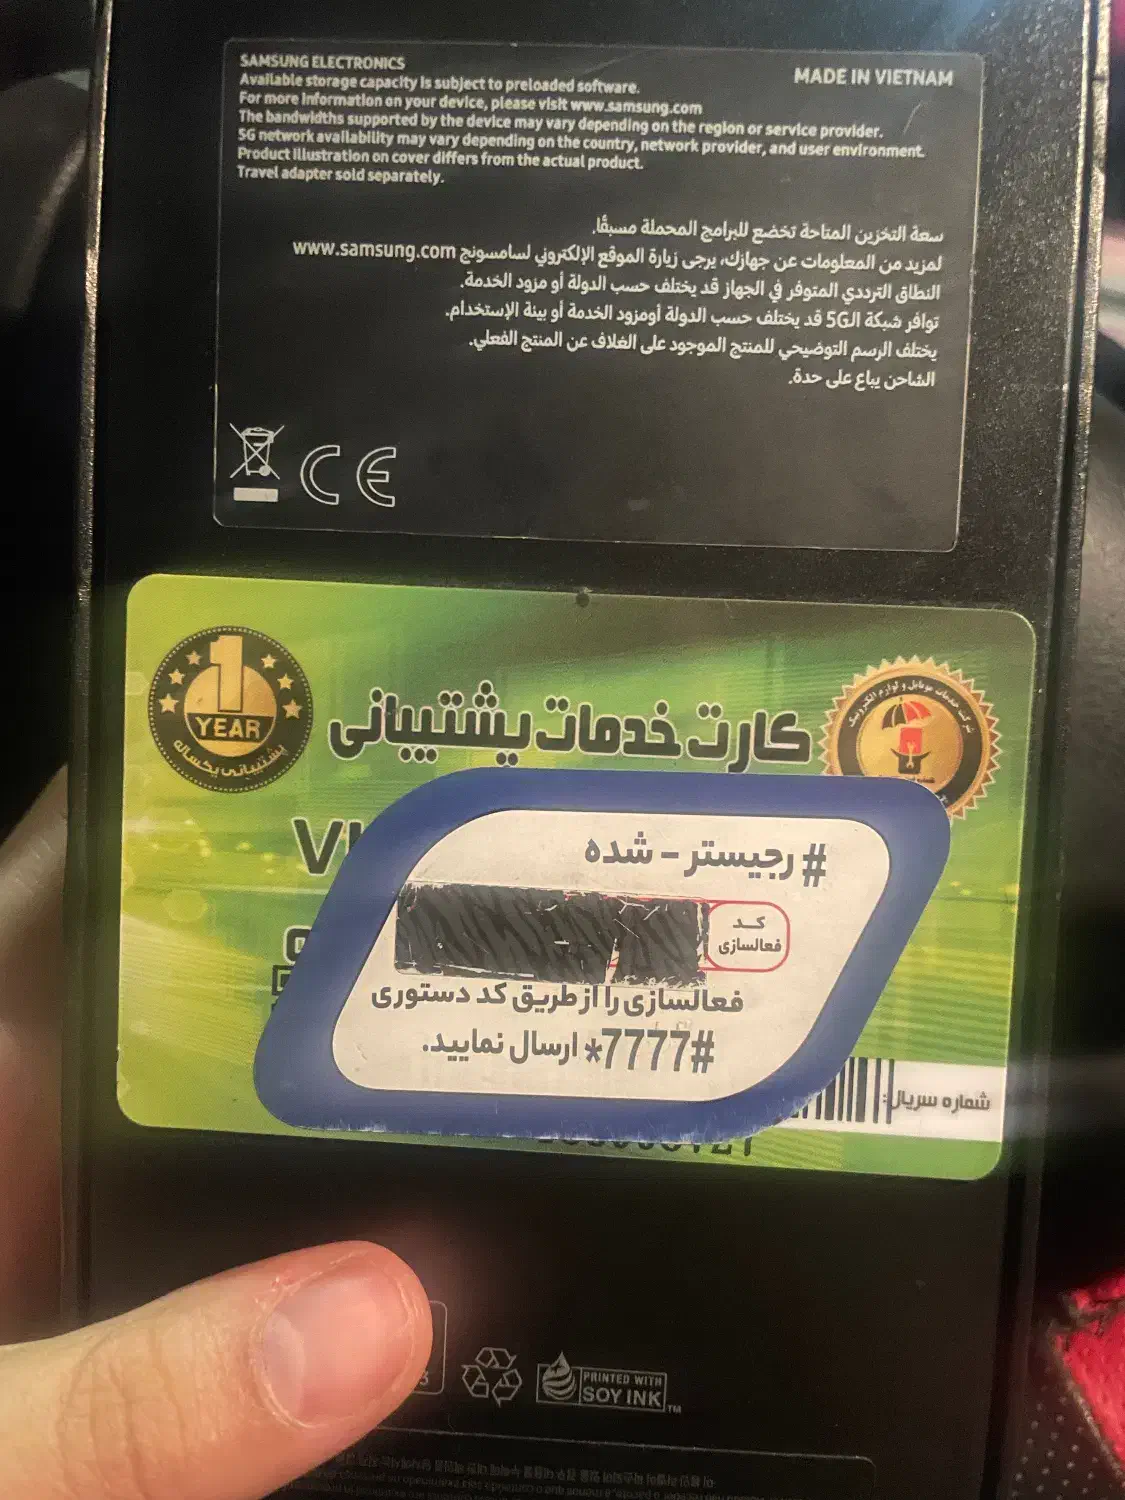 SAMSUNG ELECTRONICS
Available storage capacity is subject to preloaded software.
For more information on your device, please visit www.samsung.com
The bandwidths supported by the device may vary depending on the region or service provider.
5G network availability may vary depending on the country, network provider, and user environment.
Product illustration on cover differs from the actual product.
Travel adapter sold separately.
MADE IN VIETNAM
سعة التخزين المتاحة تخضع للبرامج المحملة مسبقًا.
لمزيد من المعلومات عن جهازك، يرجى زيارة الموقع الإلكتروني لسامسونج www.samsung.com
النطاق الترددي المتوفر في الجهاز قد يختلف حسب الدولة أو مزود الخدمة.
توافر شبكة الـ5G قد يختلف حسب الدولة أومزود الخدمة أو بيئة الإستخدام.
يختلف الرسم التوضيحي للمنتج الموجود على الغلاف عن المنتج الفعلي.
الشاحن يباع على حدة.
CE
1
YEAR
پشتیبانی یکساله
کارت خدمات پشتیبانی
شرکت خدمات موبایل و لوازم الکترونیک
# رجیستر - شده
کد
فعالسازی
فعالسازی را از طریق کد دستوری
*7777# ارسال نمایید.
شماره سریال:
PRINTED WITH
SOY INK
TM